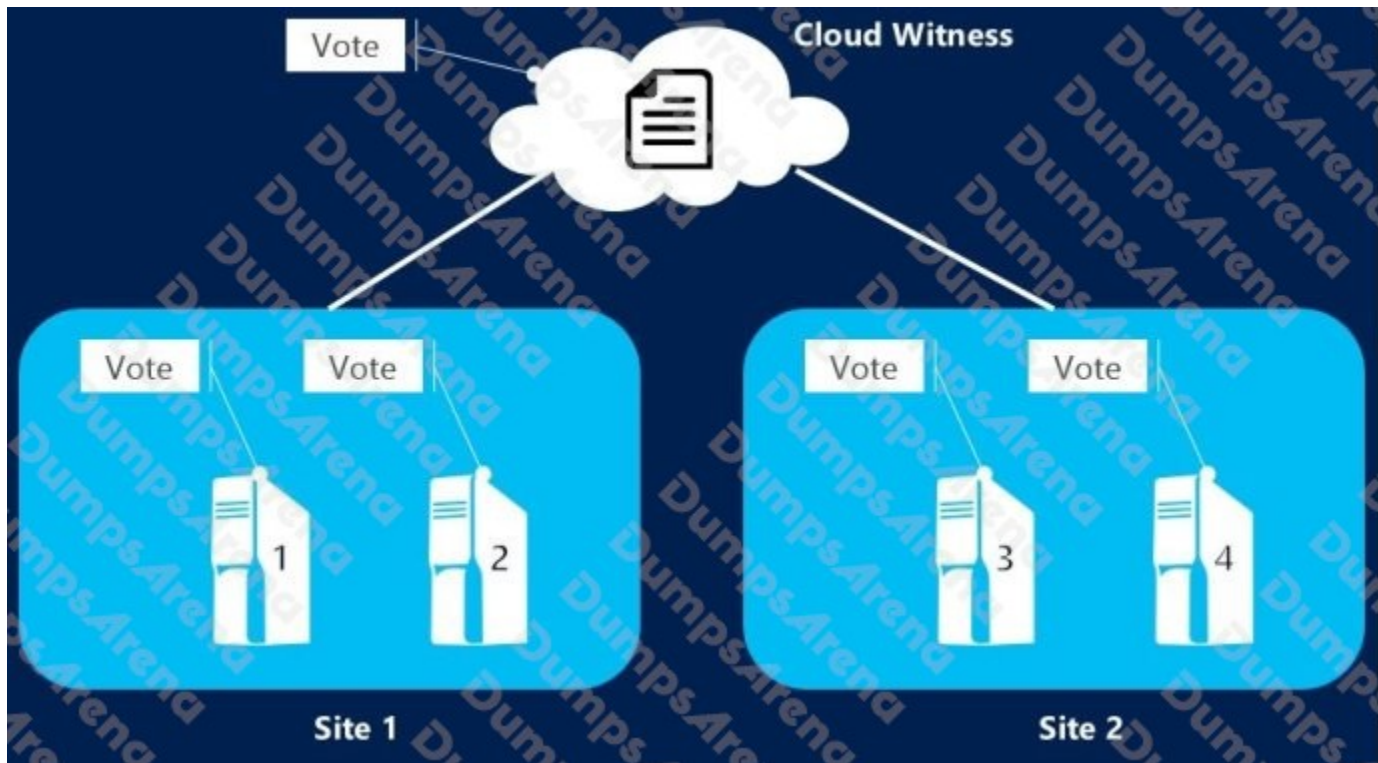 Vote
Cloud Witness
Vote
Vote
Vote
Vote
1
2
3
4
Site 1
Site 2
DumpsArena